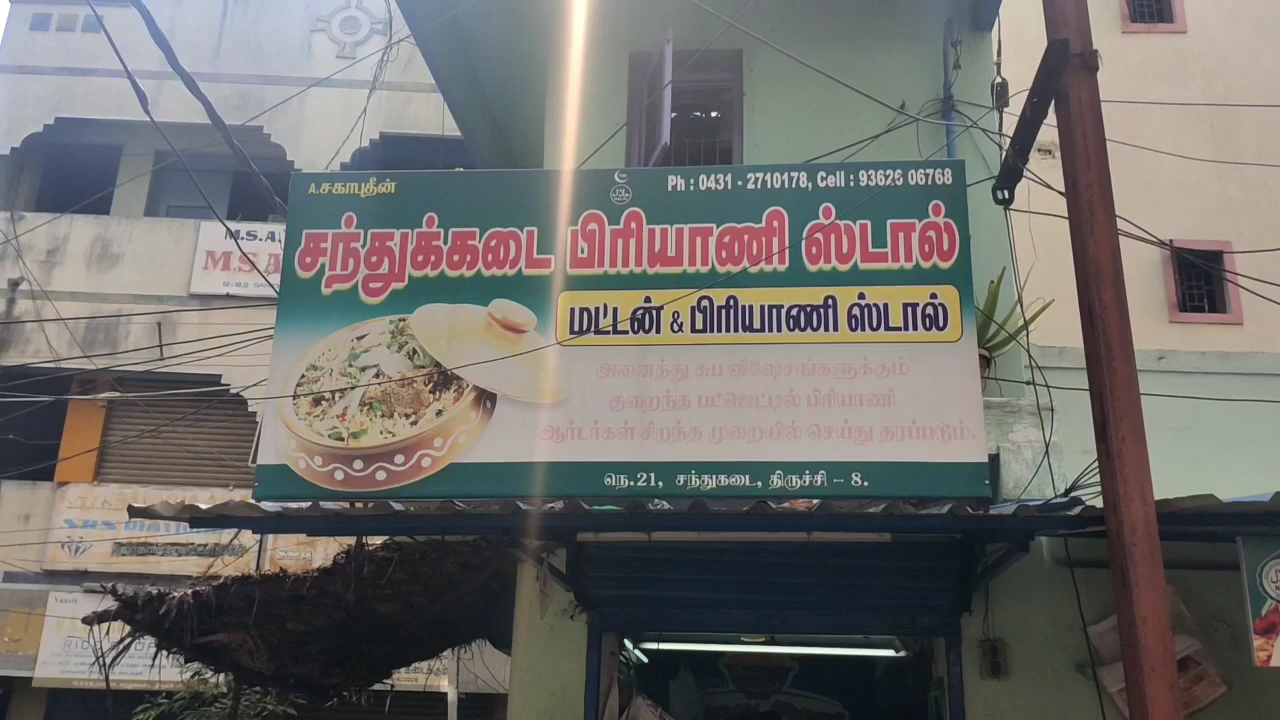 A.சகாபுதீன்
Ph : 0431 - 2710178, Cell : 93626 06768
சந்துக்கடை பிரியாணி ஸ்டால்
மட்டன் & பிரியாணி ஸ்டால்
அனைத்து சுப விஷேசங்களுக்கும்
குறைந்த பட்ஜெட்டில் பிரியாணி
ஆர்டர்கள் சிறந்த முறையில் செய்து தரப்படும்.
நெ.21, சந்துகடை, திருச்சி - 8.
M.S.A
M.S.A